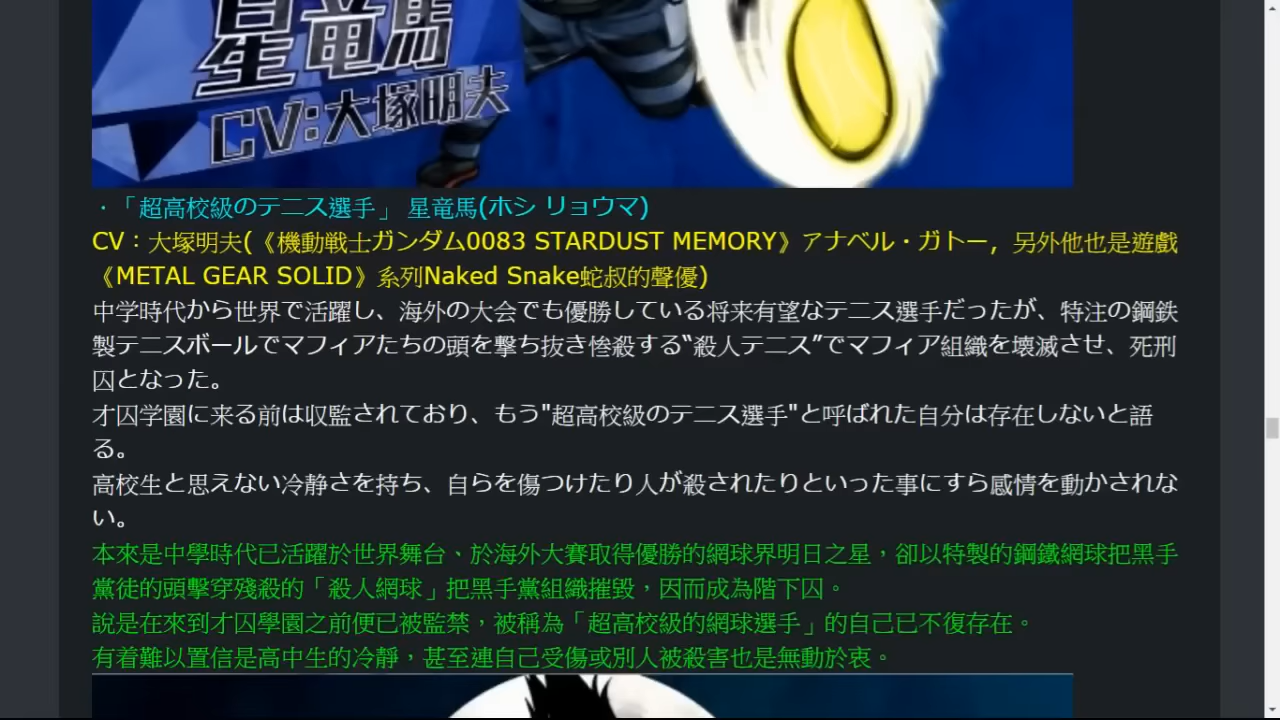 星竜馬
CV:大塚明夫
・「超高校級のテニス選手」 星竜馬(ホシ リョウマ)
CV：大塚明夫(《機動戦士ガンダム0083 STARDUST MEMORY》アナベル・ガトー, 另外他也是遊戲
《METAL GEAR SOLID》系列Naked Snake蛇叔的聲優)
中学時代から世界で活躍し、海外の大会でも優勝している将来有望なテニス選手だったが、特注の鋼鉄
製テニスボールでマフィアたちの頭を撃ち抜き惨殺する“殺人テニス”でマフィア組織を壊滅させ、死刑
囚となった。
才囚学園に来る前は収監されており、もう"超高校級のテニス選手"と呼ばれた自分は存在しないと語
る。
高校生と思えない冷静さを持ち、自らを傷つけたり人が殺されたりといった事にすら感情を動かされな
い。
本來是中學時代已活躍於世界舞台、於海外大賽取得優勝的網球界明日之星，卻以特製的鋼鐵網球把黑手
黨徒的頭擊穿殘殺的「殺人網球」把黑手黨組織摧毀，因而成為階下囚。
說是在來到才囚學園之前便已被監禁，被稱為「超高校級的網球選手」的自己已不復存在。
有着難以置信是高中生的冷靜，甚至連自己受傷或別人被殺害也是無動於衷。